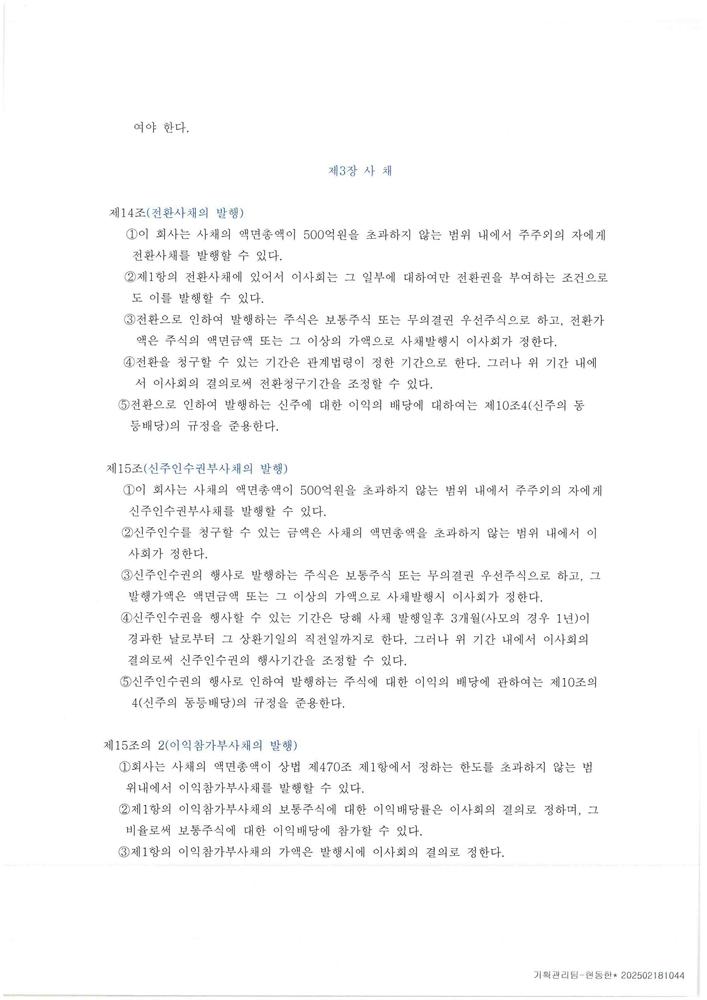 여야 한다.
제3장 사 채
제14조(전환사채의 발행)
①이 회사는 사채의 액면총액이 500억원을 초과하지 않는 범위 내에서 주주외의 자에게
전환사채를 발행할 수 있다.
②제1항의 전환사채에 있어서 이사회는 그 일부에 대하여만 전환권을 부여하는 조건으로
도 이를 발행할 수 있다.
③전환으로 인하여 발행하는 주식은 보통주식 또는 무의결권 우선주식으로 하고, 전환가
액은 주식의 액면금액 또는 그 이상의 가액으로 사채발행시 이사회가 정한다.
④전환을 청구할 수 있는 기간은 관계법령이 정한 기간으로 한다. 그러나 위 기간 내에
서 이사회의 결의로써 전환청구기간을 조정할 수 있다.
⑤전환으로 인하여 발행하는 신주에 대한 이익의 배당에 대하여는 제10조4(신주의 동
등배당)의 규정을 준용한다.
제15조(신주인수권부사채의 발행)
①이 회사는 사채의 액면총액이 500억원을 초과하지 않는 범위 내에서 주주외의 자에게
신주인수권부사채를 발행할 수 있다.
②신주인수를 청구할 수 있는 금액은 사채의 액면총액을 초과하지 않는 범위 내에서 이
사회가 정한다.
③신주인수권의 행사로 발행하는 주식은 보통주식 또는 무의결권 우선주식으로 하고, 그
발행가액은 액면금액 또는 그 이상의 가액으로 사채발행시 이사회가 정한다.
④신주인수권을 행사할 수 있는 기간은 당해 사채 발행일후 3개월(사모의 경우 1년)이
경과한 날로부터 그 상환기일의 직전일까지로 한다. 그러나 위 기간 내에서 이사회의
결의로써 신주인수권의 행사기간을 조정할 수 있다.
⑤신주인수권의 행사로 인하여 발행하는 주식에 대한 이익의 배당에 관하여는 제10조의
4(신주의 동등배당)의 규정을 준용한다.
제15조의 2(이익참가부사채의 발행)
①회사는 사채의 액면총액이 상법 제470조 제1항에서 정하는 한도를 초과하지 않는 범
위내에서 이익참가부사채를 발행할 수 있다.
②제1항의 이익참가부사채의 보통주식에 대한 이익배당률은 이사회의 결의로 정하며, 그
비율로써 보통주식에 대한 이익배당에 참가할 수 있다.
③제1항의 이익참가부사채의 가액은 발행시에 이사회의 결의로 정한다.
기획관리팀-현동한* 202502181044